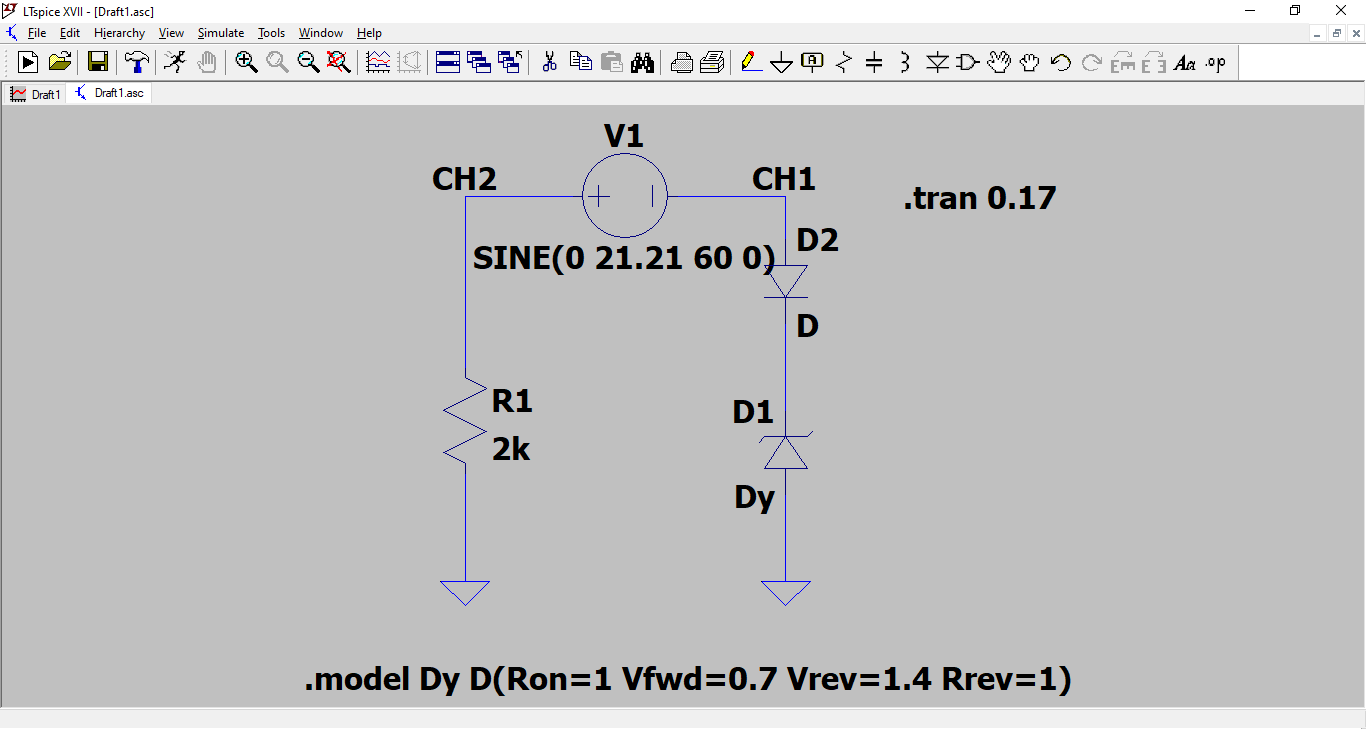 LTspice XVII - [Draft1.asc]
File Edit Hierarchy View Simulate Tools Window Help
.op
Draft1 Draft1.asc
V1
CH2 CH1
.tran 0.17
D2
SINE(0 21.21 60 0)
D
R1
D1
2k
Dy
.model Dy D(Ron=1 Vfwd=0.7 Vrev=1.4 Rrev=1)